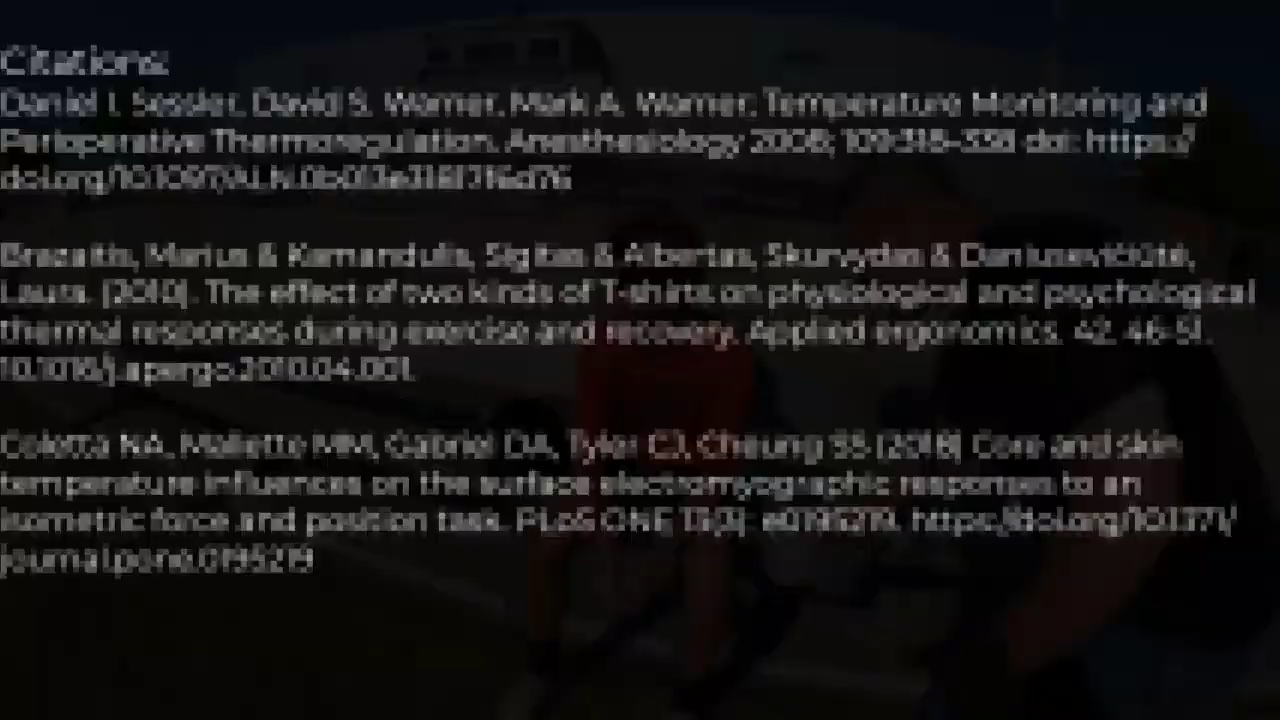 Citations:
Daniel I. Sessler, David S. Warner, Mark A. Warner; Temperature Monitoring and
Perioperative Thermoregulation. Anesthesiology 2008; 109:318–338 doi: https://
doi.org/10.1097/ALN.0b013e31817f6d76
Brazaitis, Marius & Kamandulis, Sigitas & Albertas, Skurvydas & Daniusevičiūtė,
Laura. (2010). The effect of two kinds of T-shirts on physiological and psychological
thermal responses during exercise and recovery. Applied ergonomics. 42. 46-51.
10.1016/j.apergo.2010.04.001.
Coletta NA, Mallette MM, Gabriel DA, Tyler CJ, Cheung SS (2018) Core and skin
temperature influences on the surface electromyographic responses to an
isometric force and position task. PLoS ONE 13(3): e0195219. https://doi.org/10.1371/
journal.pone.0195219